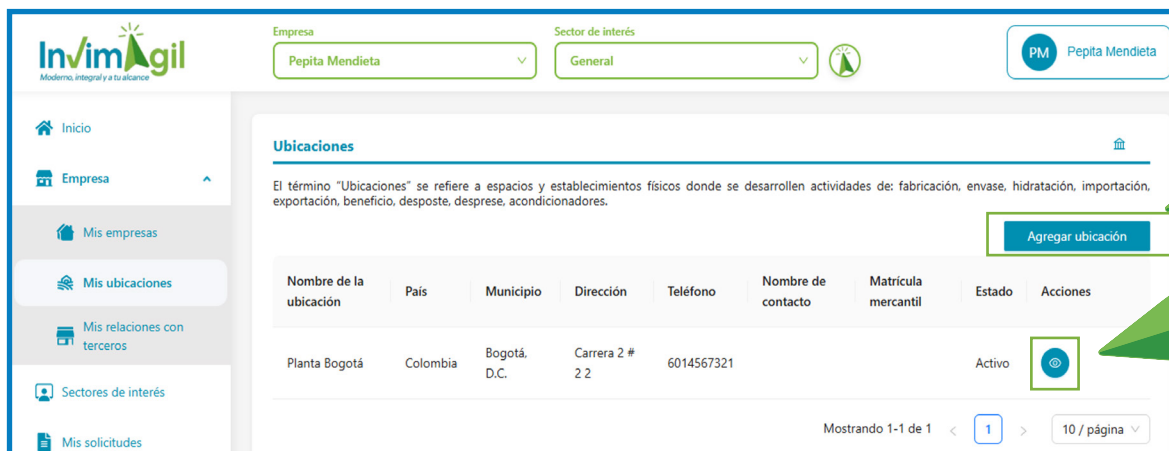 InvimÁgil
Moderno, integral y a tu alcance
Empresa
Pepita Mendieta
Sector de interés
General
PM
Pepita Mendieta
Inicio
Empresa
Mis empresas
Mis ubicaciones
Mis relaciones con
terceros
Sectores de interés
Mis solicitudes
Ubicaciones
El término "Ubicaciones" se refiere a espacios y establecimientos físicos donde se desarrollen actividades de: fabricación, envase, hidratación, importación,
exportación, beneficio, desposte, desprese, acondicionadores.
Agregar ubicación
Nombre de la
ubicación
País
Municipio
Dirección
Teléfono
Nombre de
contacto
Matrícula
mercantil
Estado
Acciones
Planta Bogotá
Colombia
Bogotá,
D.C.
Carrera 2 #
2 2
6014567321
Activo
Mostrando 1-1 de 1
<
1
>
10 / página